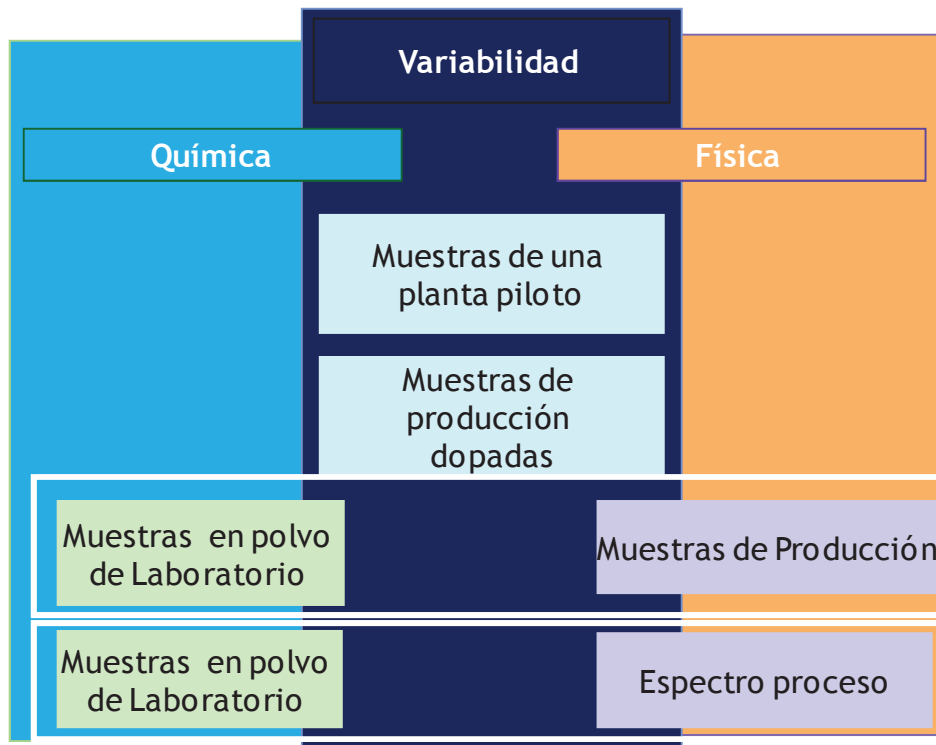 Variabilidad
Química
Física
Muestras de una
planta piloto
Muestras de
producción
dopadas
Muestras en polvo
de Laboratorio
Muestras de Producción
Muestras en polvo
de Laboratorio
Espectro proceso